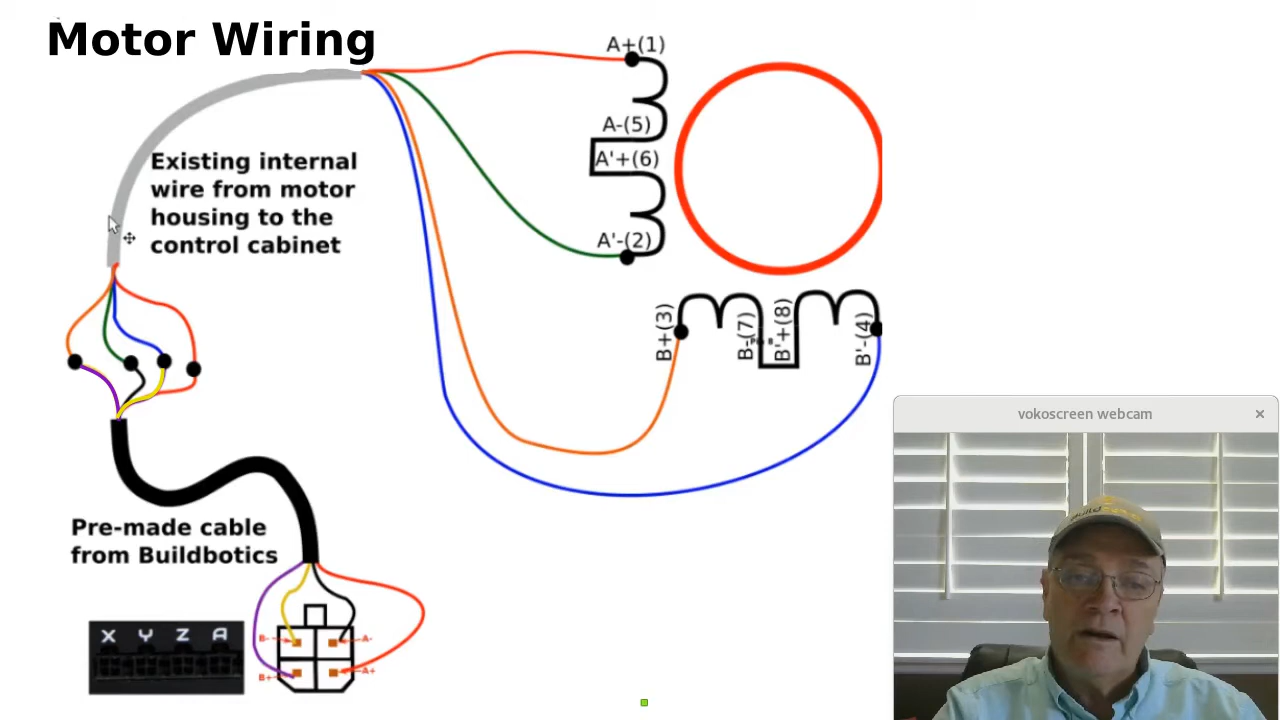 Motor Wiring
A+(1)
A-(5)
A'+(6)
A'-(2)
Existing internal
wire from motor
housing to the
control cabinet
B+(3)
B-(7)
B'+(8)
B'-(4)
vokoscreen webcam
Pre-made cable
from Buildbotics
X Y Z A
B-
A-
B+
A+